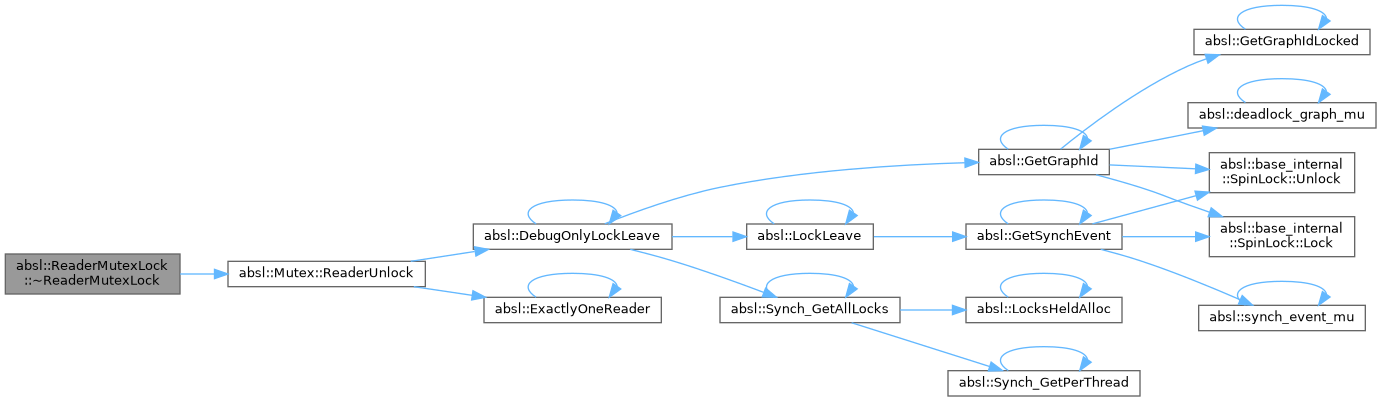 absl::ReaderMutexLock
::~ReaderMutexLock
absl::Mutex::ReaderUnlock
absl::DebugOnlyLockLeave
absl::ExactlyOneReader
absl::LockLeave
absl::Synch_GetAllLocks
absl::GetGraphId
absl::GetSynchEvent
absl::LocksHeldAlloc
absl::Synch_GetPerThread
absl::GetGraphIdLocked
absl::deadlock_graph_mu
absl::base_internal
::SpinLock::Unlock
absl::base_internal
::SpinLock::Lock
absl::synch_event_mu